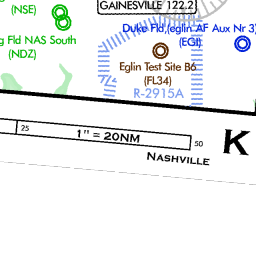 (NSE)
GAINESVILLE 122.2
Duke Fld,(eglin AF Aux Nr 3)
(EGI)
g Fld NAS South
(NDZ)
Eglin Test Site B6
(FL34)
R-2915A
25
1" = 20NM
50
K
NASHVILLE